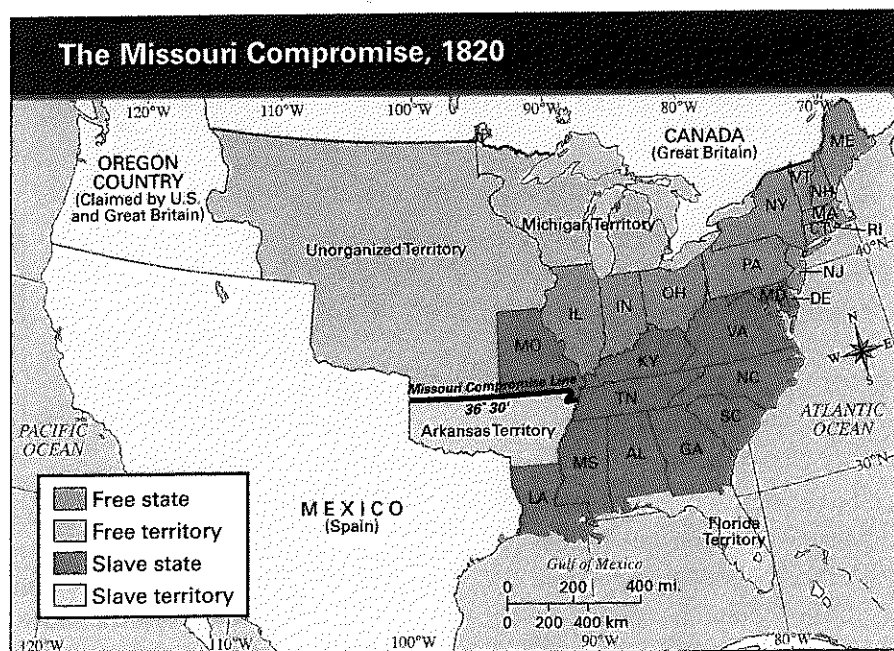 The Missouri Compromise, 1820
120°W
110°W
100°W
90°W
80°W
70°W
OREGON
COUNTRY
(Claimed by U.S.
and Great Britain)
CANADA
(Great Britain)
ME
VT
NH
NY
MA
CT
RI
40°N
Michigan Territory
Unorganized Territory
PA
NJ
OH
IN
IL
MD
DE
VA
MO
KY
N
W
E
S
Missouri Compromise Line
36° 30'
NC
TN
Arkansas Territory
SC
ATLANTIC
OCEAN
PACIFIC
OCEAN
MS
AL
GA
30°N
LA
MEXICO
(Spain)
Florida
Territory
Gulf of Mexico
0 200 400 mi.
0 200 400 km
Free state
Free territory
Slave state
Slave territory
120°W
110°W
100°W
90°W
80°W